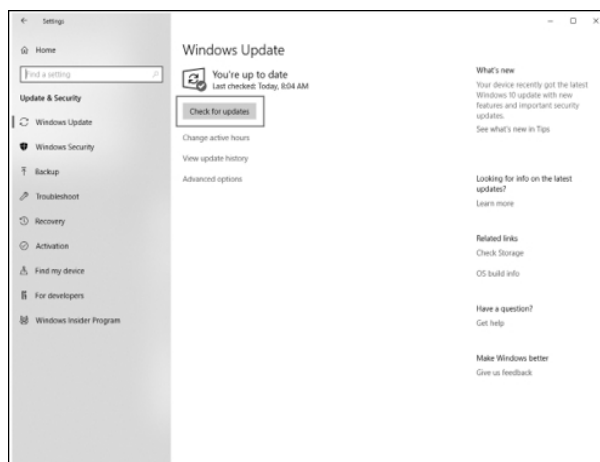 Settings
Home
Find a setting
Update & Security
Windows Update
Windows Security
Backup
Troubleshoot
Recovery
Activation
Find my device
For developers
Windows Insider Program
Windows Update
You're up to date
Last checked: Today, 8:04 AM
Check for updates
Change active hours
View update history
Advanced options
What's new
Your device recently got the latest
Windows 10 update with new
features and important security
updates.
See what's new in Tips
Looking for info on the latest
updates?
Learn more
Related links
Check Storage
OS build info
Have a question?
Get help
Make Windows better
Give us feedback